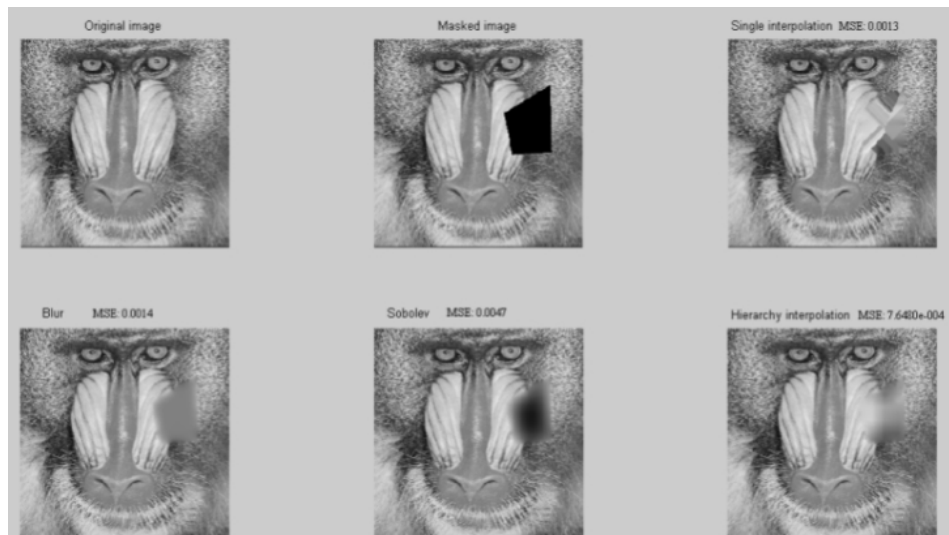 Original image
Masked image
Single interpolation MSE: 0.0013
Blur MSE: 0.0014
Sobolev MSE: 0.0047
Hierarchy interpolation MSE: 7.6480e-004